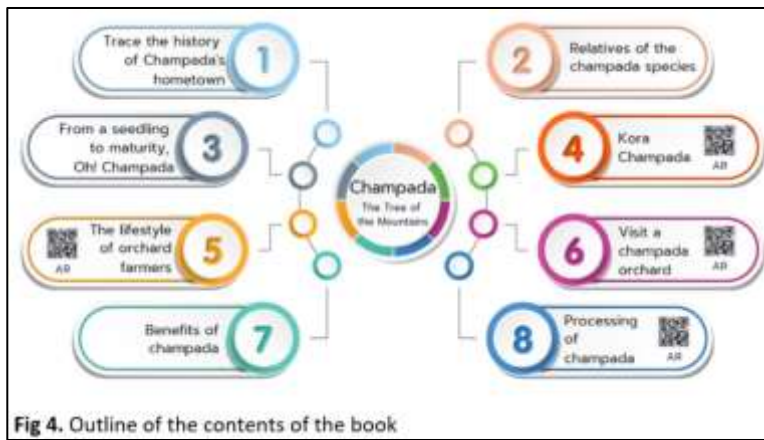 Trace the history
of Champada's
hometown
1
2
Relatives of the
champada species
From a seedling
to maturity,
Oh! Champada
3
4
Kora
Champada
AR
Champada
The Tree of
the Mountains
AR
The lifestyle
of orchard
farmers
5
6
Visit a
champada
orchard
AR
Benefits of
champada
7
8
Processing
of
champada
AR
Fig 4. Outline of the contents of the book